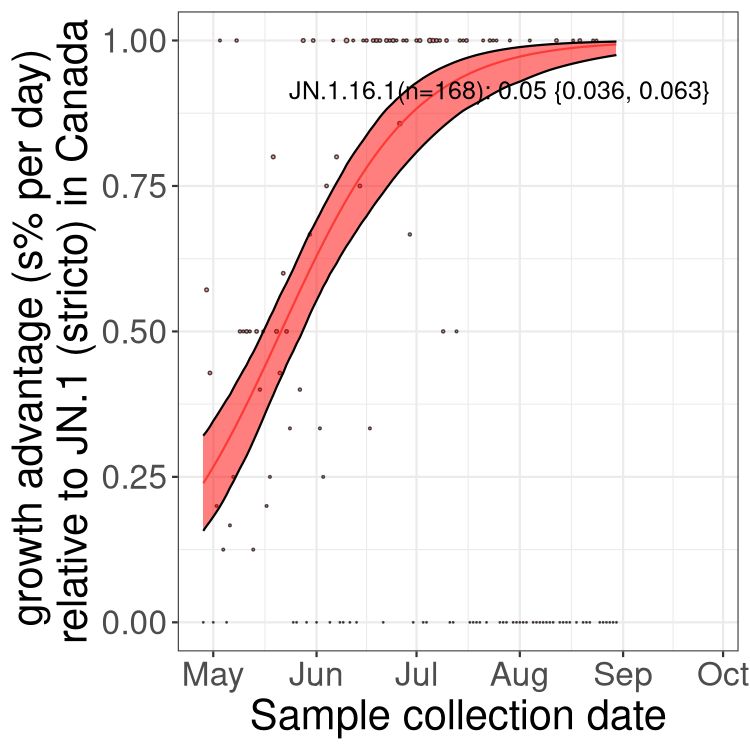 growth advantage (s% per day)
relative to JN.1 (stricto) in Canada
1.00
0.75
0.50
0.25
0.00
JN.1.16.1(n=168): 0.05 {0.036, 0.063}
May Jun Jul Aug Sep Oct
Sample collection date